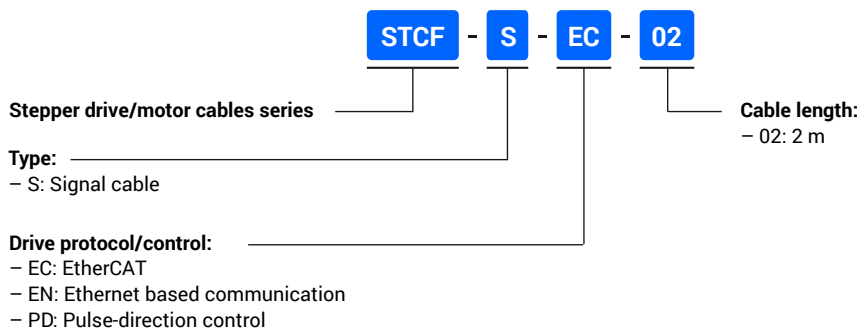 STCF - S - EC - 02
Stepper drive/motor cables series
Cable length:
– 02: 2 m
Type:
– S: Signal cable
Drive protocol/control:
– EC: EtherCAT
– EN: Ethernet based communication
– PD: Pulse-direction control